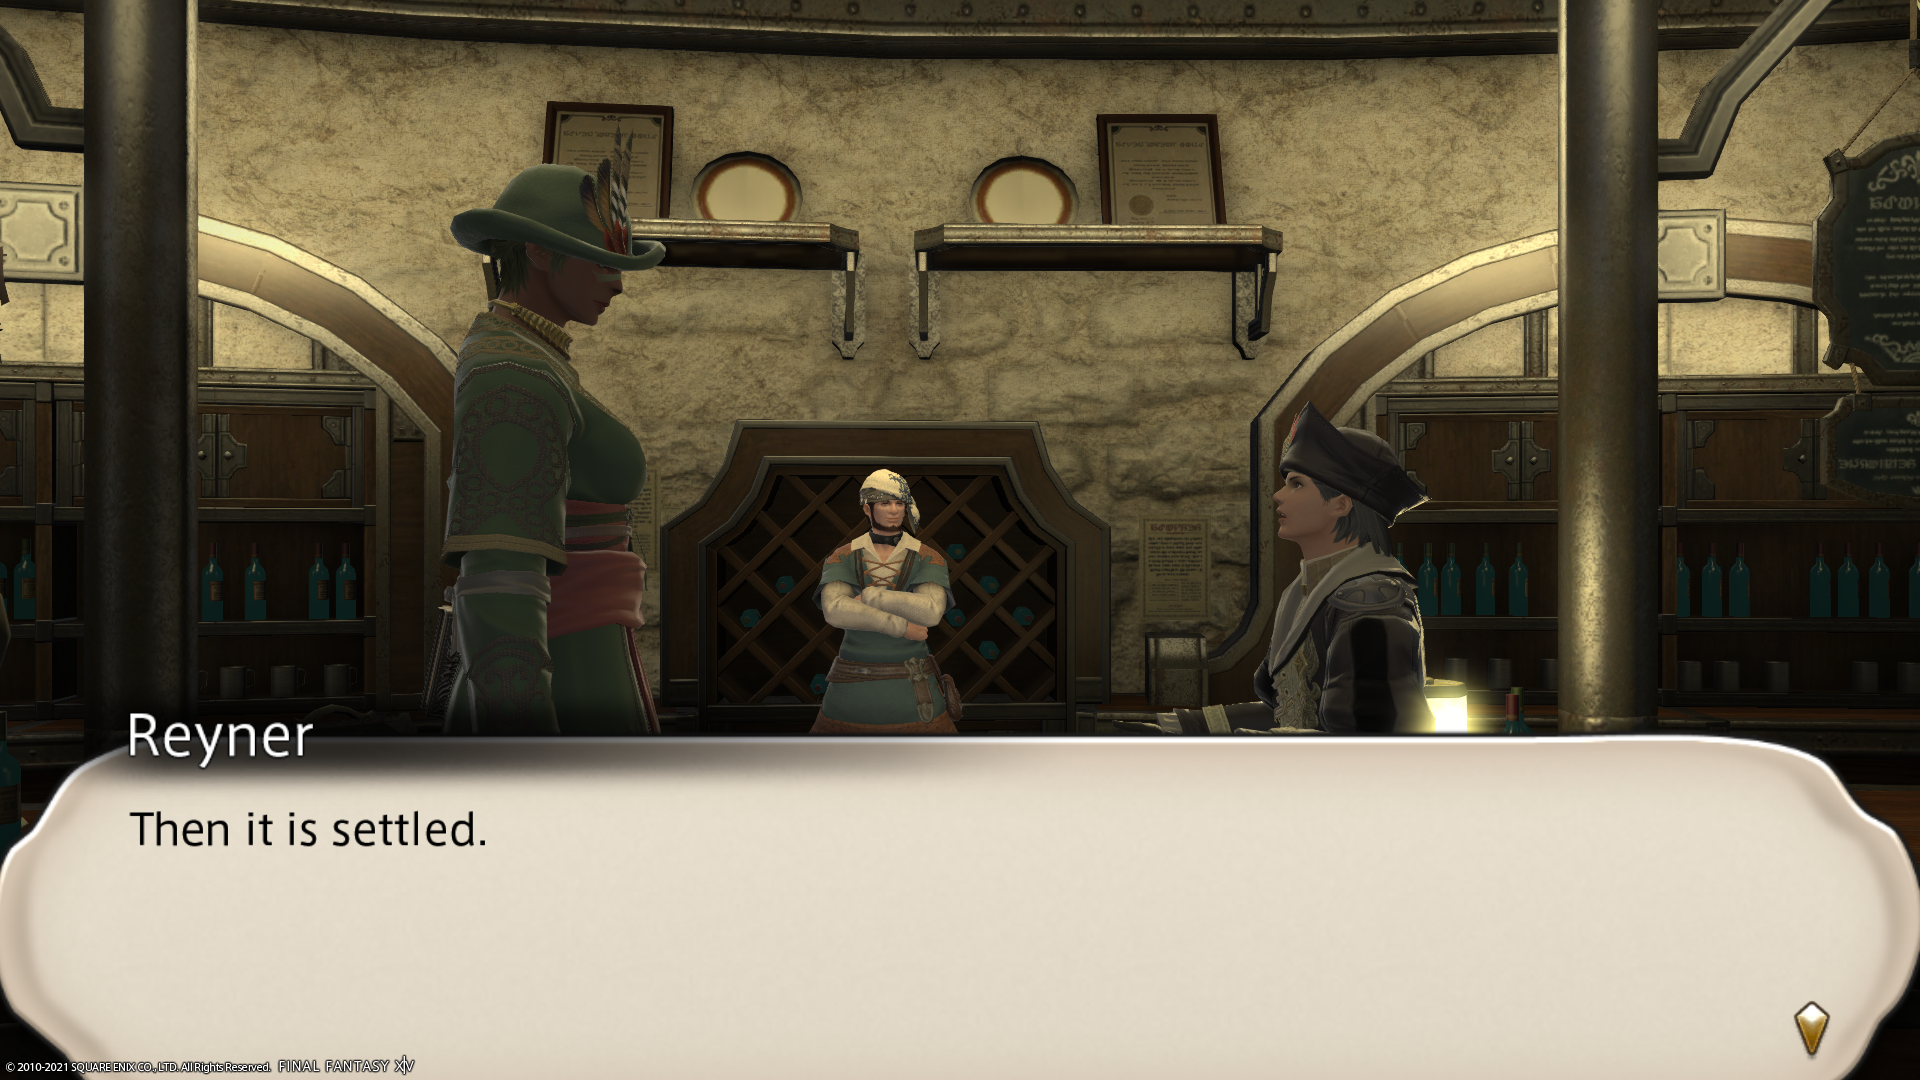 Reyner
Then it is settled.
© 2010-2021 SQUARE ENIX CO., LTD. All Rights Reserved. FINAL FANTASY XIV